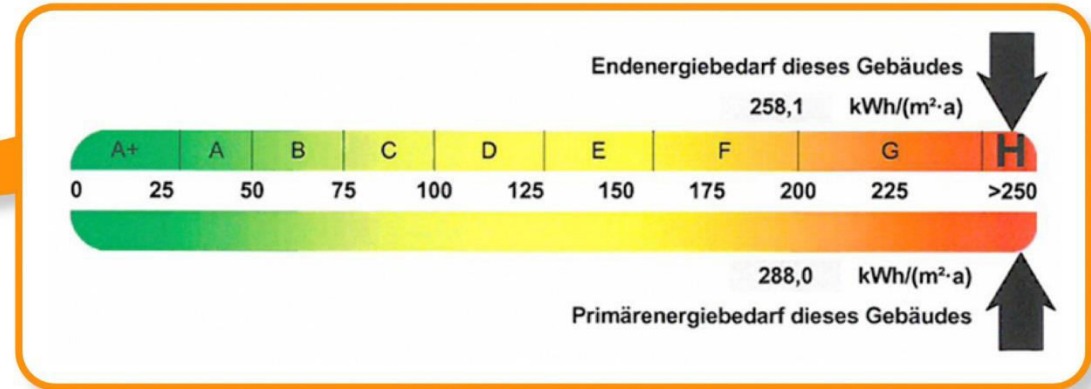 Endenergiebedarf dieses Gebäudes
258,1 kWh/(m²·a)
A+ A B C D E F G H
0 25 50 75 100 125 150 175 200 225 >250
288,0 kWh/(m²·a)
Primärenergiebedarf dieses Gebäudes